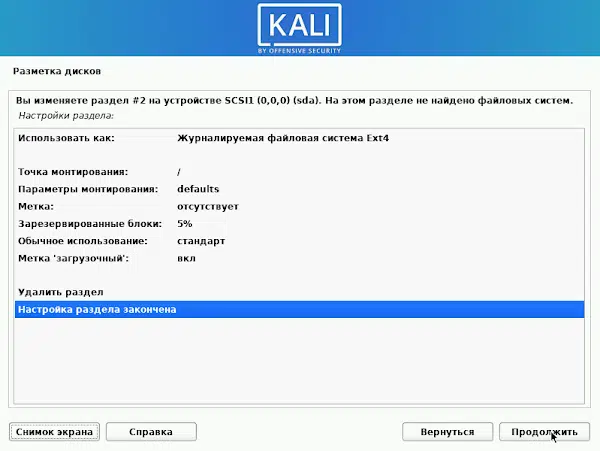 KALI
BY OFFENSIVE SECURITY
Разметка дисков
Вы изменяете раздел #2 на устройстве SCSI1 (0,0,0) (sda). На этом разделе не найдено файловых систем.
Настройки раздела:
Использовать как: Журналируемая файловая система Ext4
Точка монтирования: /
Параметры монтирования: defaults
Метка: отсутствует
Зарезервированные блоки: 5%
Обычное использование: стандарт
Метка 'загрузочный': вкл
Удалить раздел
Настройка раздела закончена
Снимок экрана Справка Вернуться Продолжить